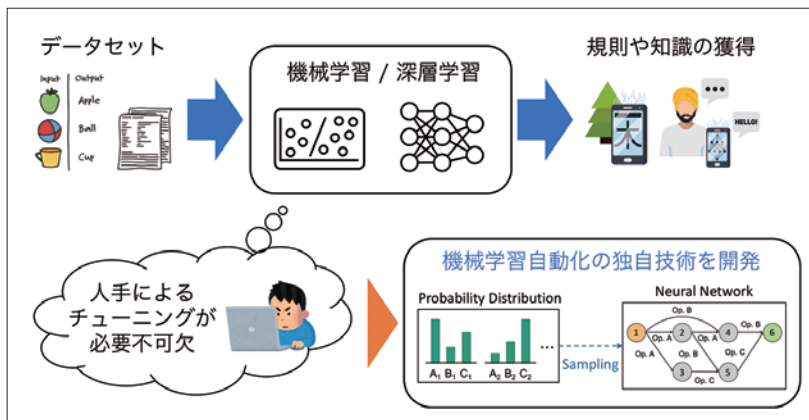 データセット
Input Output
Apple
Ball
Cup
機械学習 / 深層学習
規則や知識の獲得
木
HELLO!
人手による
チューニングが
必要不可欠
機械学習自動化の独自技術を開発
Probability Distribution
A₁ B₁ C₁ A₂ B₂ C₂
...
Sampling
Neural Network
Op. B
1 2 4 6
Op. A Op. A Op. B
Op. A Op. B Op. C
3 5
Op. C